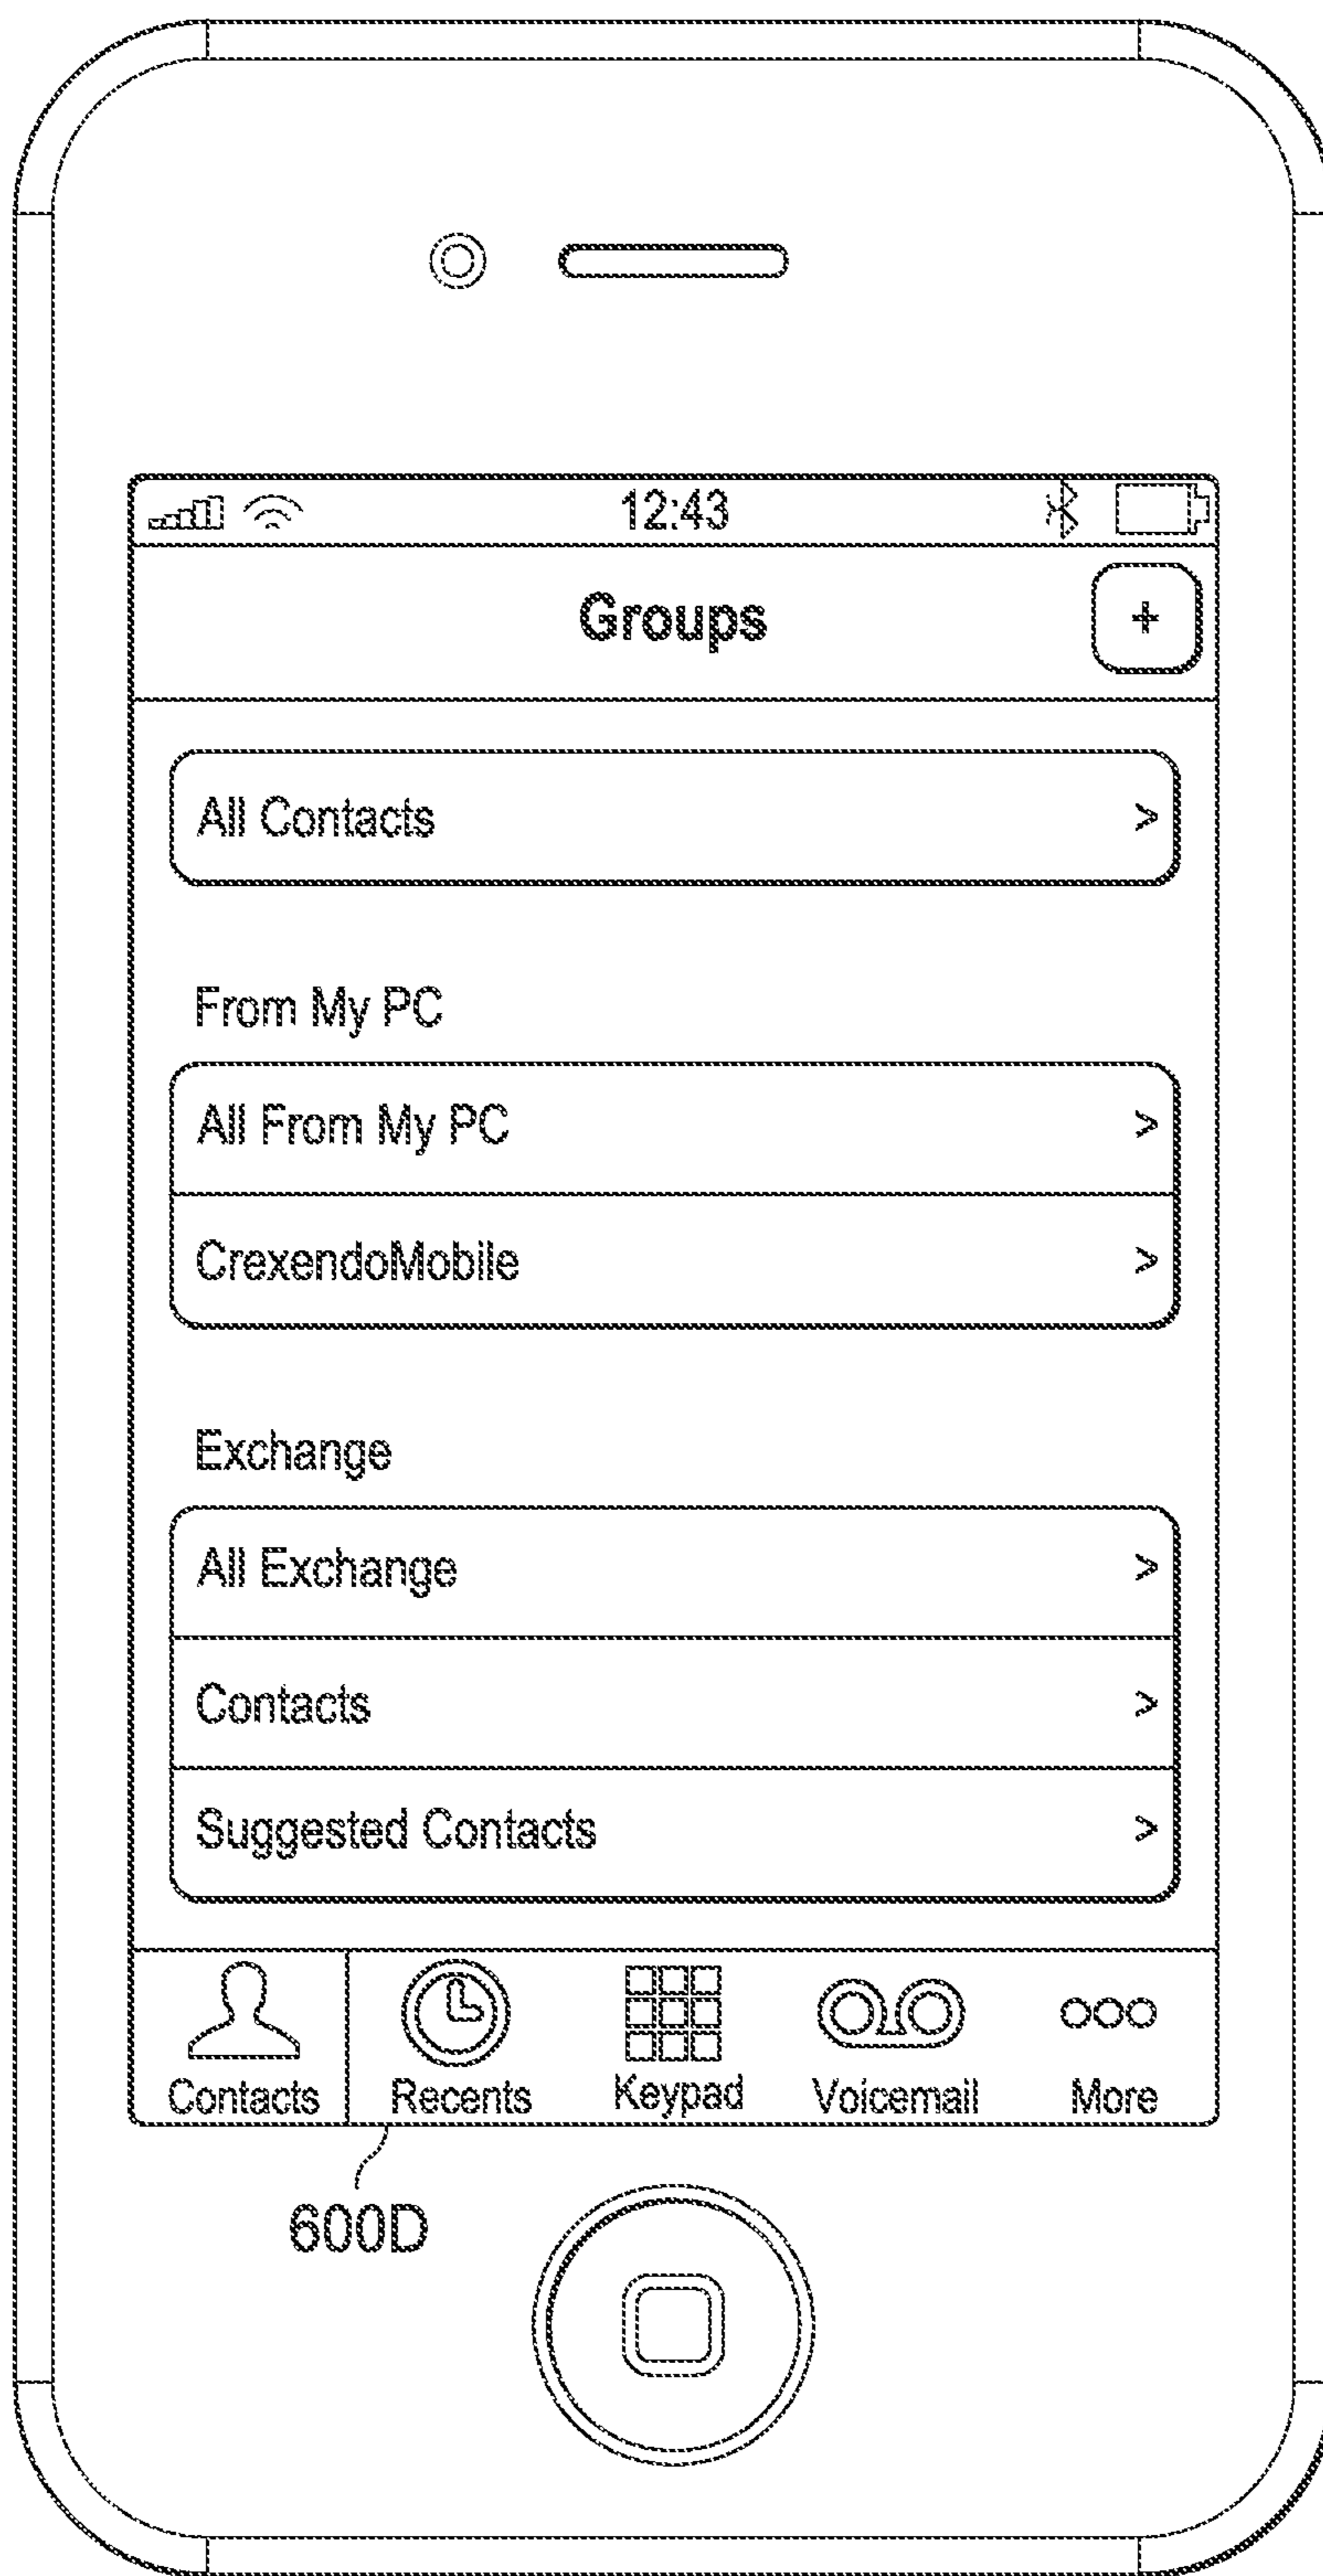 12:43
Groups
+
All Contacts >
From My PC
All From My PC >
CrexendoMobile >
Exchange
All Exchange >
Contacts >
Suggested Contacts >
Contacts Recents Keypad Voicemail More
600D